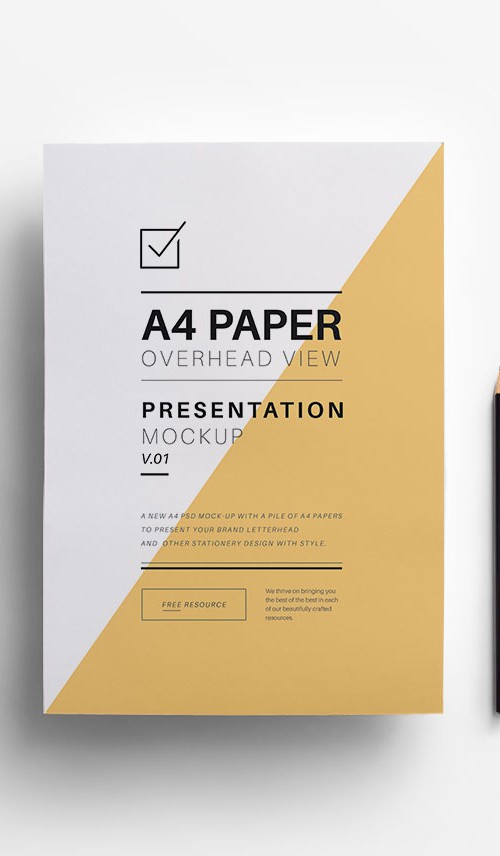 A4 PAPER
OVERHEAD VIEW
PRESENTATION
MOCKUP
V.01
A NEW A4 PSD MOCK-UP WITH A PILE OF A4 PAPERS
TO PRESENT YOUR BRAND LETTERHEAD
AND OTHER STATIONERY DESIGN WITH STYLE.
FREE RESOURCE
We thrive on bringing you
the best of the best in each
of our beautifully crafted
resources.